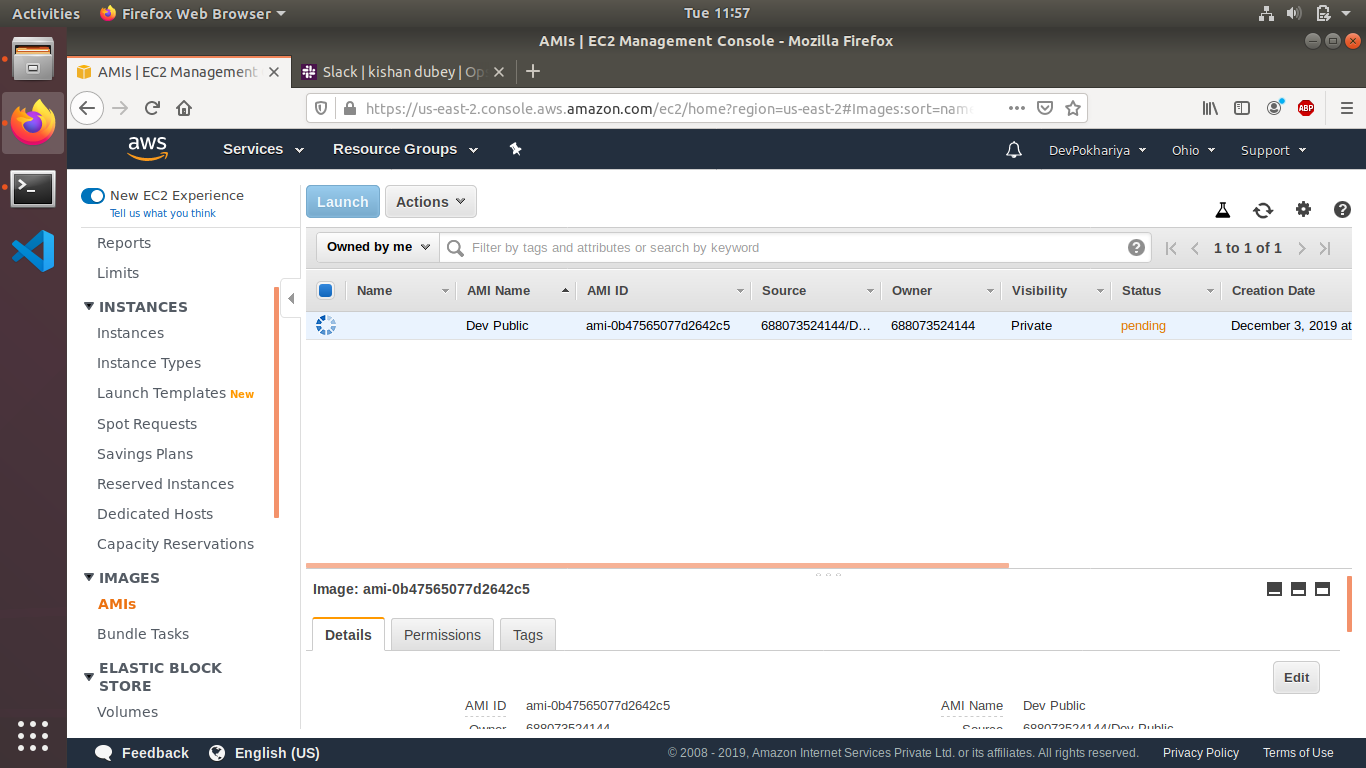 Activities
Firefox Web Browser
Tue 11:57
AMIs | EC2 Management Console - Mozilla Firefox
AMIs | EC2 Management
Slack | kishan dubey | Op
https://us-east-2.console.aws.amazon.com/ec2/home?region=us-east-2#Images:sort=nam
ABP
aws
Services
Resource Groups
DevPokhariya
Ohio
Support
New EC2 Experience
Tell us what you think
Reports
Limits
INSTANCES
Instances
Instance Types
Launch Templates New
Spot Requests
Savings Plans
Reserved Instances
Dedicated Hosts
Capacity Reservations
IMAGES
AMIs
Bundle Tasks
ELASTIC BLOCK
STORE
Volumes
Launch
Actions
Owned by me
Filter by tags and attributes or search by keyword
1 to 1 of 1
Name AMI Name AMI ID Source Owner Visibility Status Creation Date
Dev Public ami-0b47565077d2642c5 688073524144/D... 688073524144 Private pending December 3, 2019 at
Image: ami-0b47565077d2642c5
Details Permissions Tags
Edit
AMI ID ami-0b47565077d2642c5 AMI Name Dev Public
Owner 688073524144 Source 688073524144/Dev Public
Feedback
English (US)
© 2008 - 2019, Amazon Internet Services Private Ltd. or its affiliates. All rights reserved.
Privacy Policy
Terms of Use